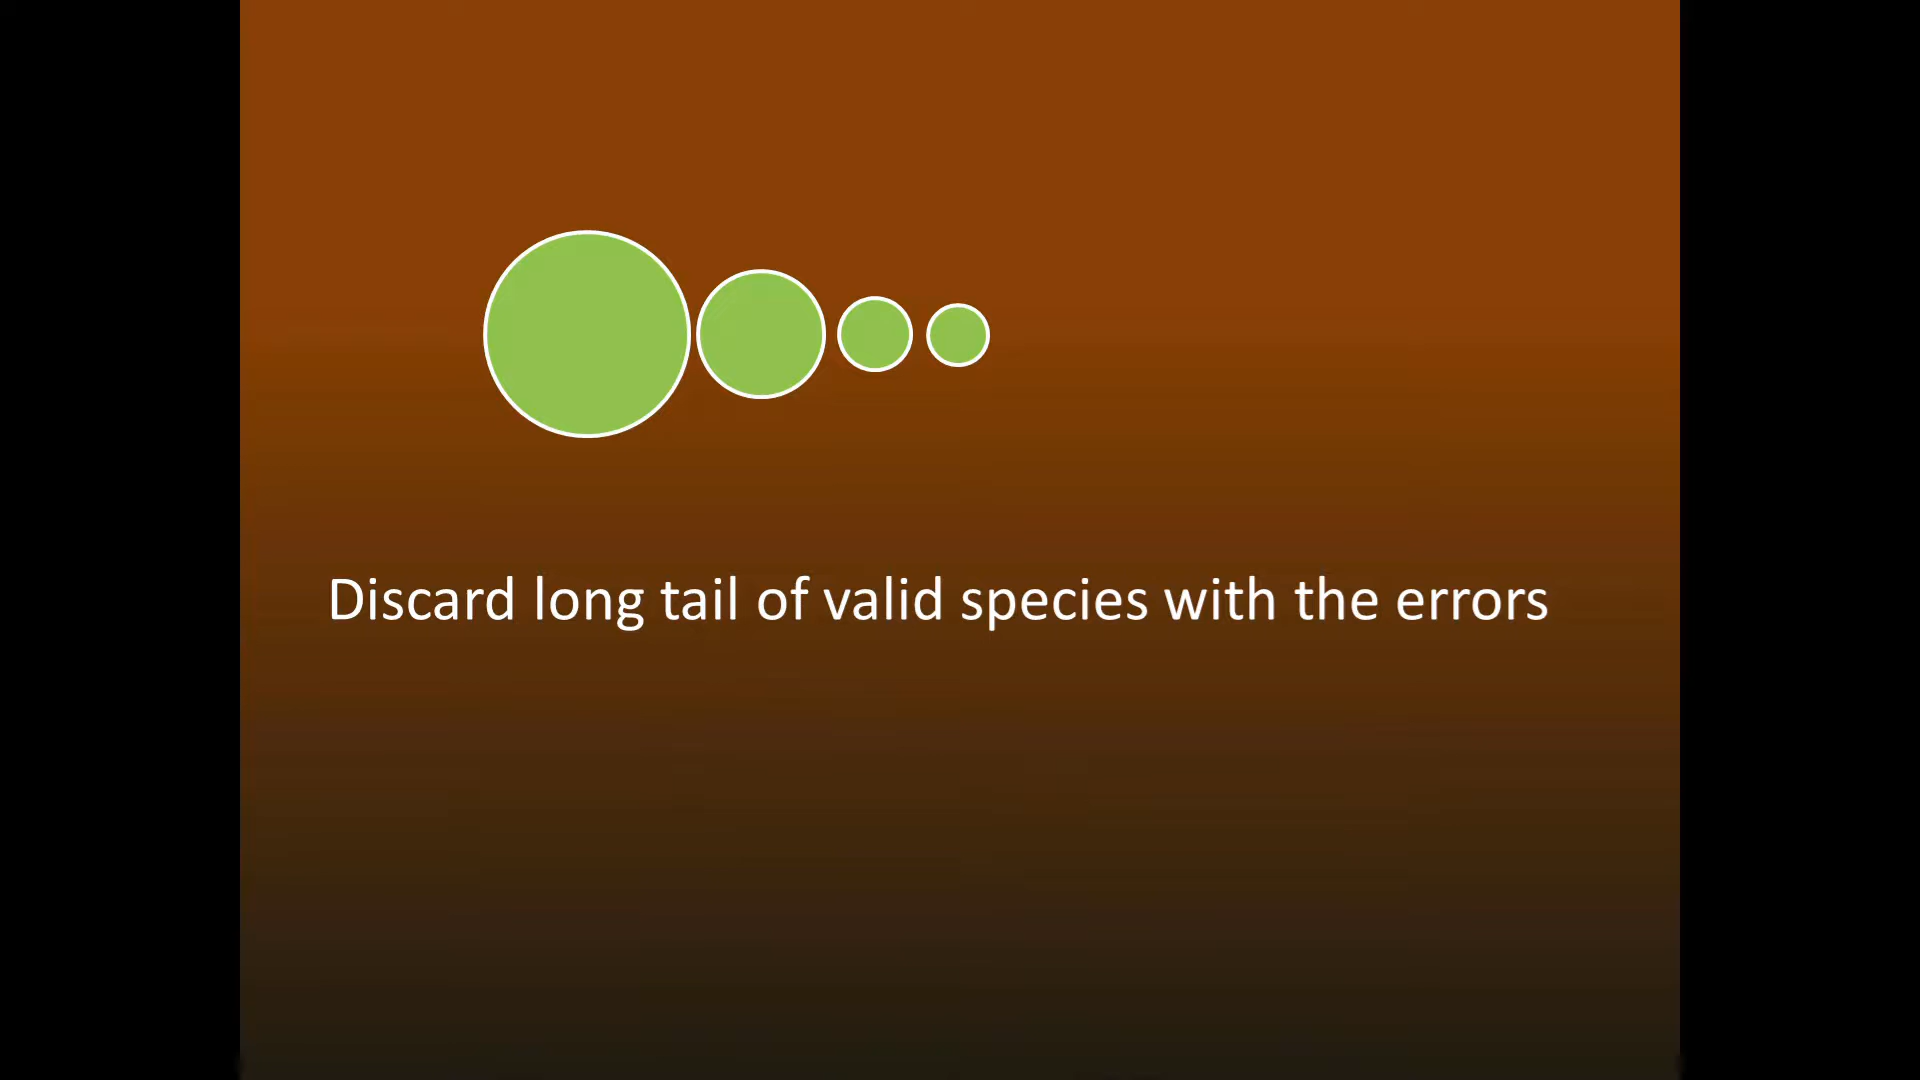 Discard long tail of valid species with the errors